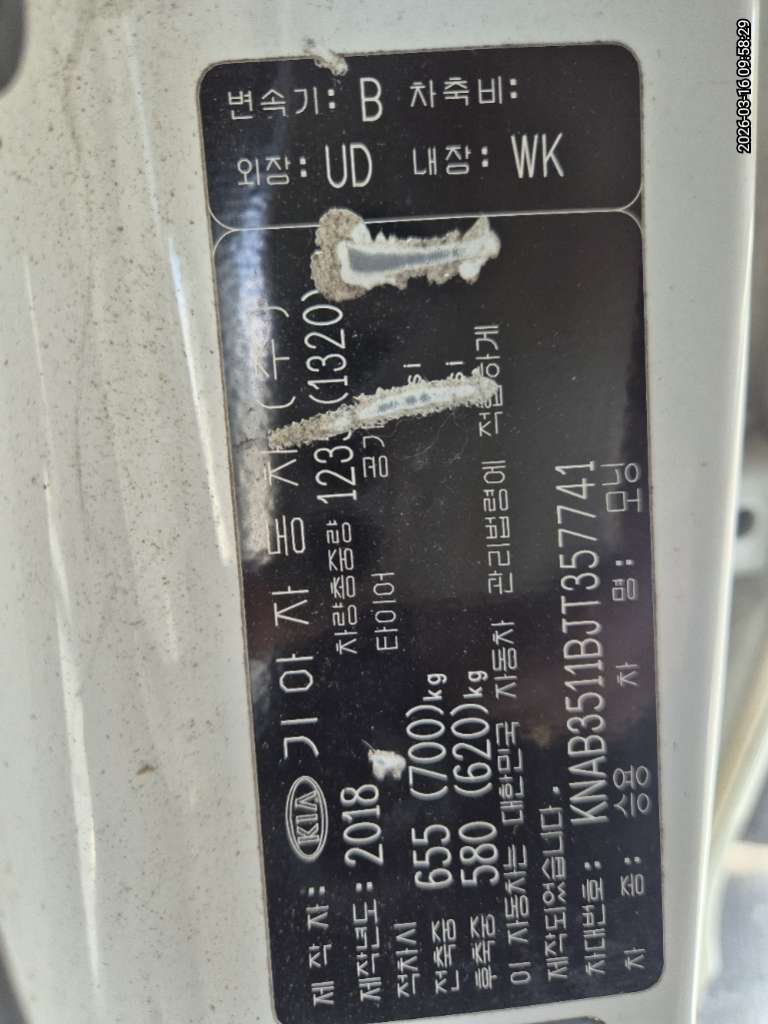 변속기: B 차축비:
외장: UD 내장: WK
제작자: KIA 기아자동차(주)
제작년도: 2018 차량총중량 (1320)
적차시 타이어
전축중 655 (700)kg
후축중 580 (620)kg
이 자동차는 대한민국 자동차 관리법령에 적합하게
제작되었습니다.
차대번호: KNAB3511BJT357741
차 종: 승용 차 명: 모닝
2026-03-16 09:58:29